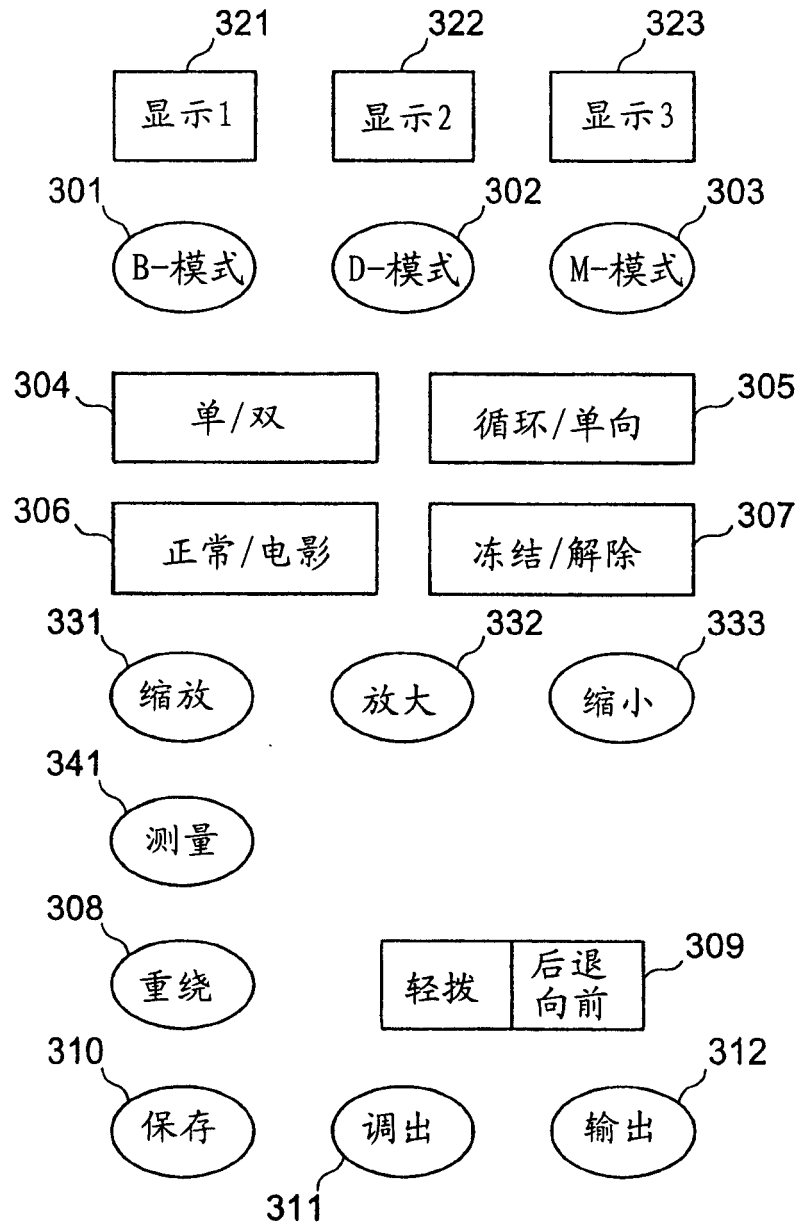 321
322
323
显示1
显示2
显示3
301
302
303
B-模式
D-模式
M-模式
304
单/双
循环/单向
305
306
正常/电影
冻结/解除
307
331
332
333
缩放
放大
缩小
341
测量
308
重绕
轻拨
后退
向前
309
310
312
保存
调出
输出
311